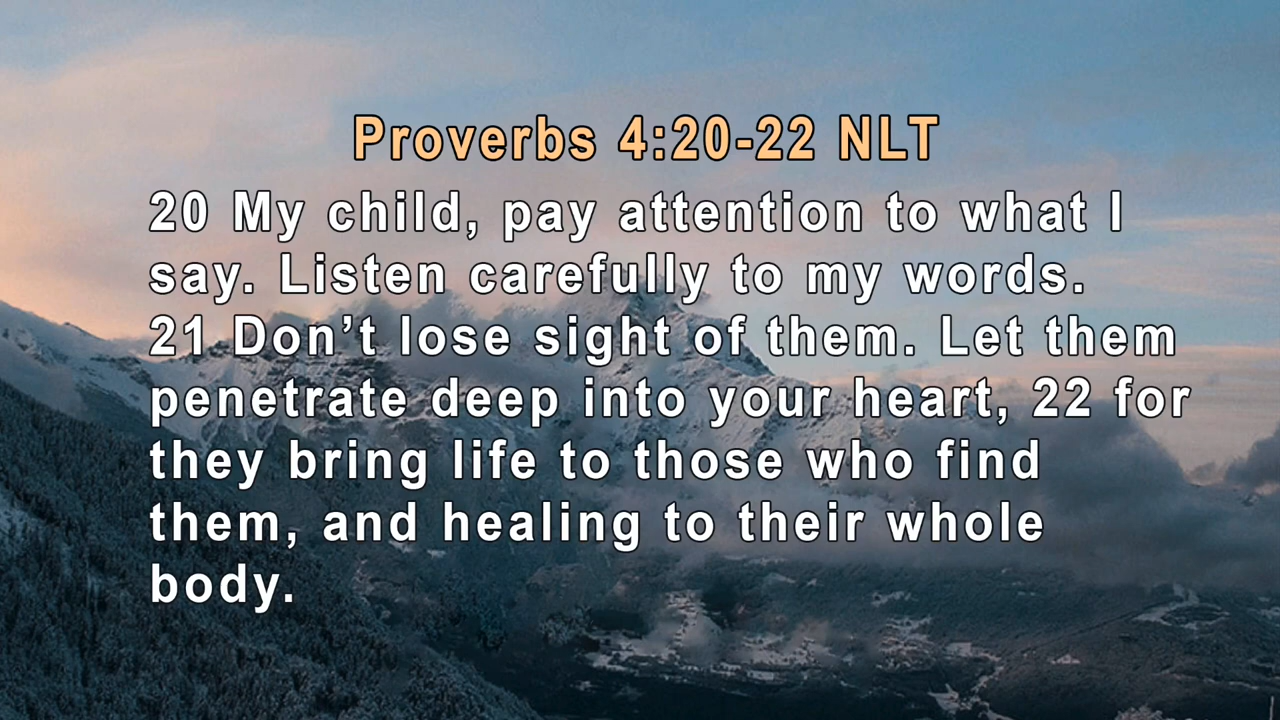 Proverbs 4:20-22 NLT
20 My child, pay attention to what I
say. Listen carefully to my words.
21 Don’t lose sight of them. Let them
penetrate deep into your heart, 22 for
they bring life to those who find
them, and healing to their whole
body.